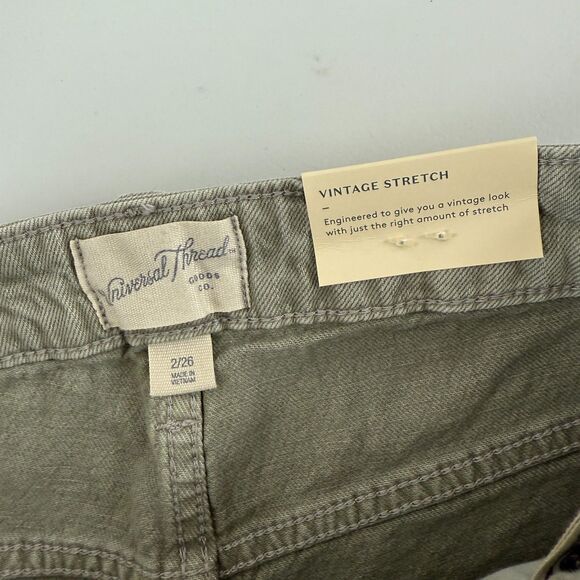 Universal Thread™
GOODS
CO.
2/26
MADE IN
VIETNAM
VINTAGE STRETCH
–
Engineered to give you a vintage look
with just the right amount of stretch